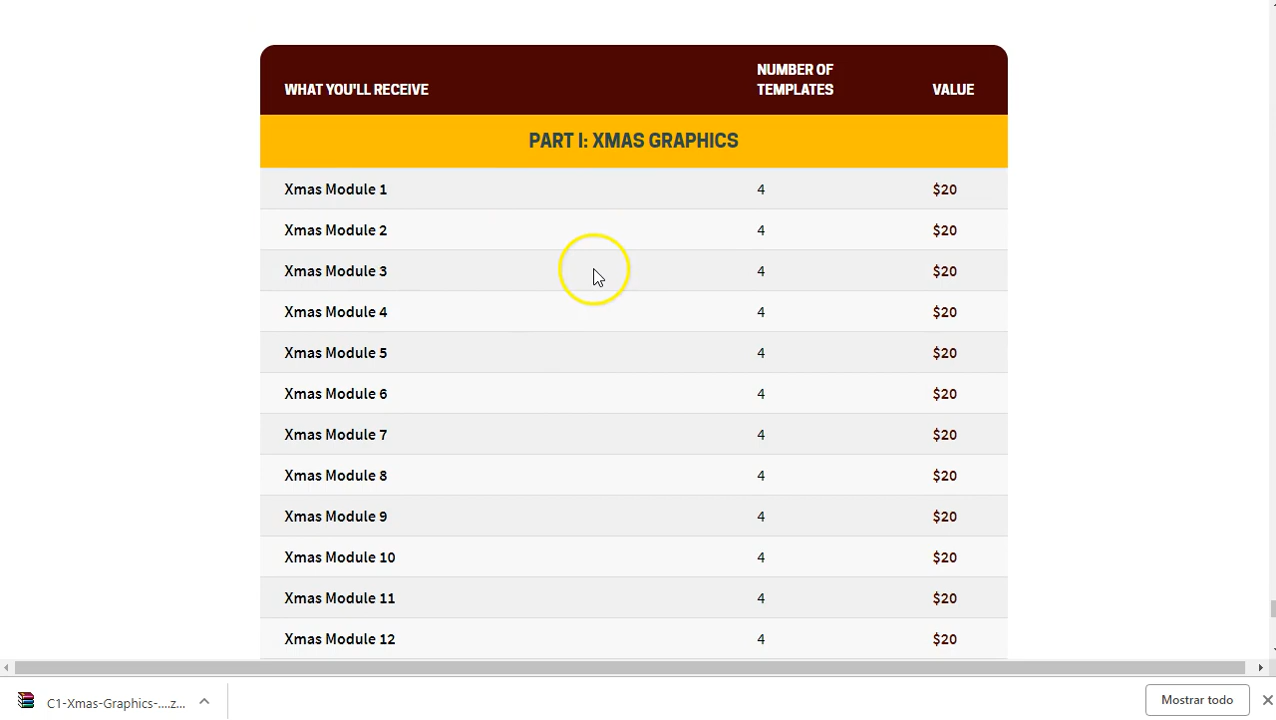 WHAT YOU'LL RECEIVE NUMBER OF TEMPLATES VALUE
PART I: XMAS GRAPHICS
Xmas Module 1 4 $20
Xmas Module 2 4 $20
Xmas Module 3 4 $20
Xmas Module 4 4 $20
Xmas Module 5 4 $20
Xmas Module 6 4 $20
Xmas Module 7 4 $20
Xmas Module 8 4 $20
Xmas Module 9 4 $20
Xmas Module 10 4 $20
Xmas Module 11 4 $20
Xmas Module 12 4 $20
C1-Xmas-Graphics-....z... Mostrar todo